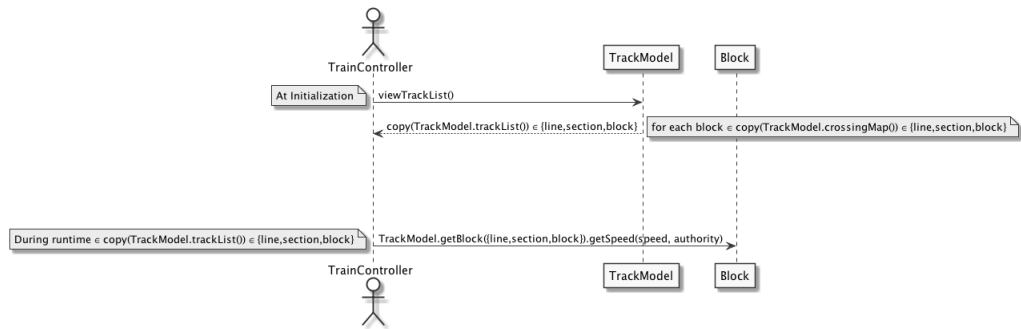 TrainController
TrackModel
Block
At Initialization
viewTrackList()
copy(TrackModel.trackList()) ∈ {line,section,block}
for each block ∈ copy(TrackModel.crossingMap()) ∈ {line,section,block}
During runtime ∈ copy(TrackModel.trackList()) ∈ {line,section,block}
TrackModel.getBlock({line,section,block}).getSpeed(speed, authority)
TrainController
TrackModel
Block